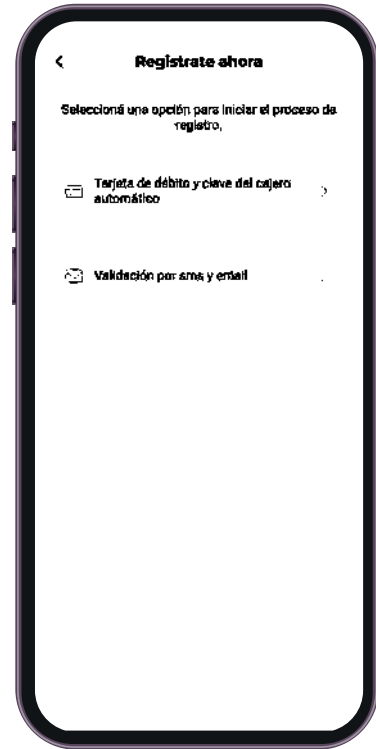 Registrate ahora
Seleccioná una opción para iniciar el proceso de
registro.
Tarjeta de débito y clave del cajero
automático
Validación por sms y email